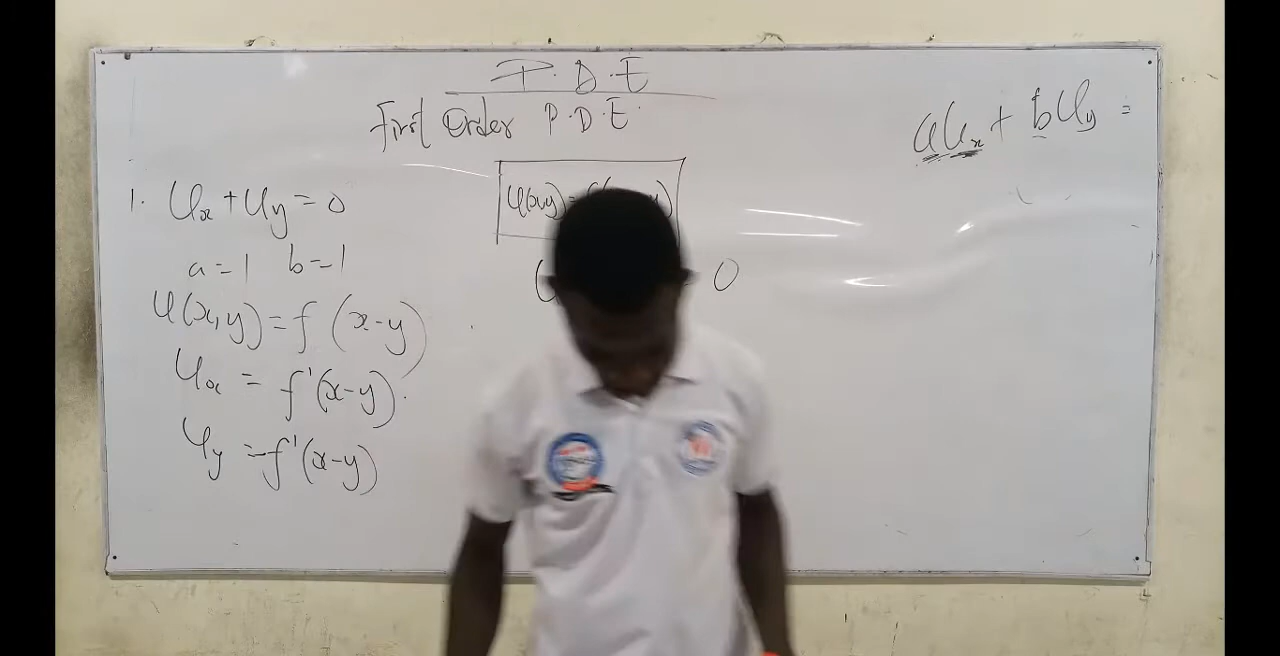 P.D.E
First Order P.D.E
aUx + bUy =
1. Ux + Uy = 0
a = 1 b = 1
U(x,y) = f(x-y)
Ux = f'(x-y).
Uy = -f'(x-y)
U(x,y) =
0